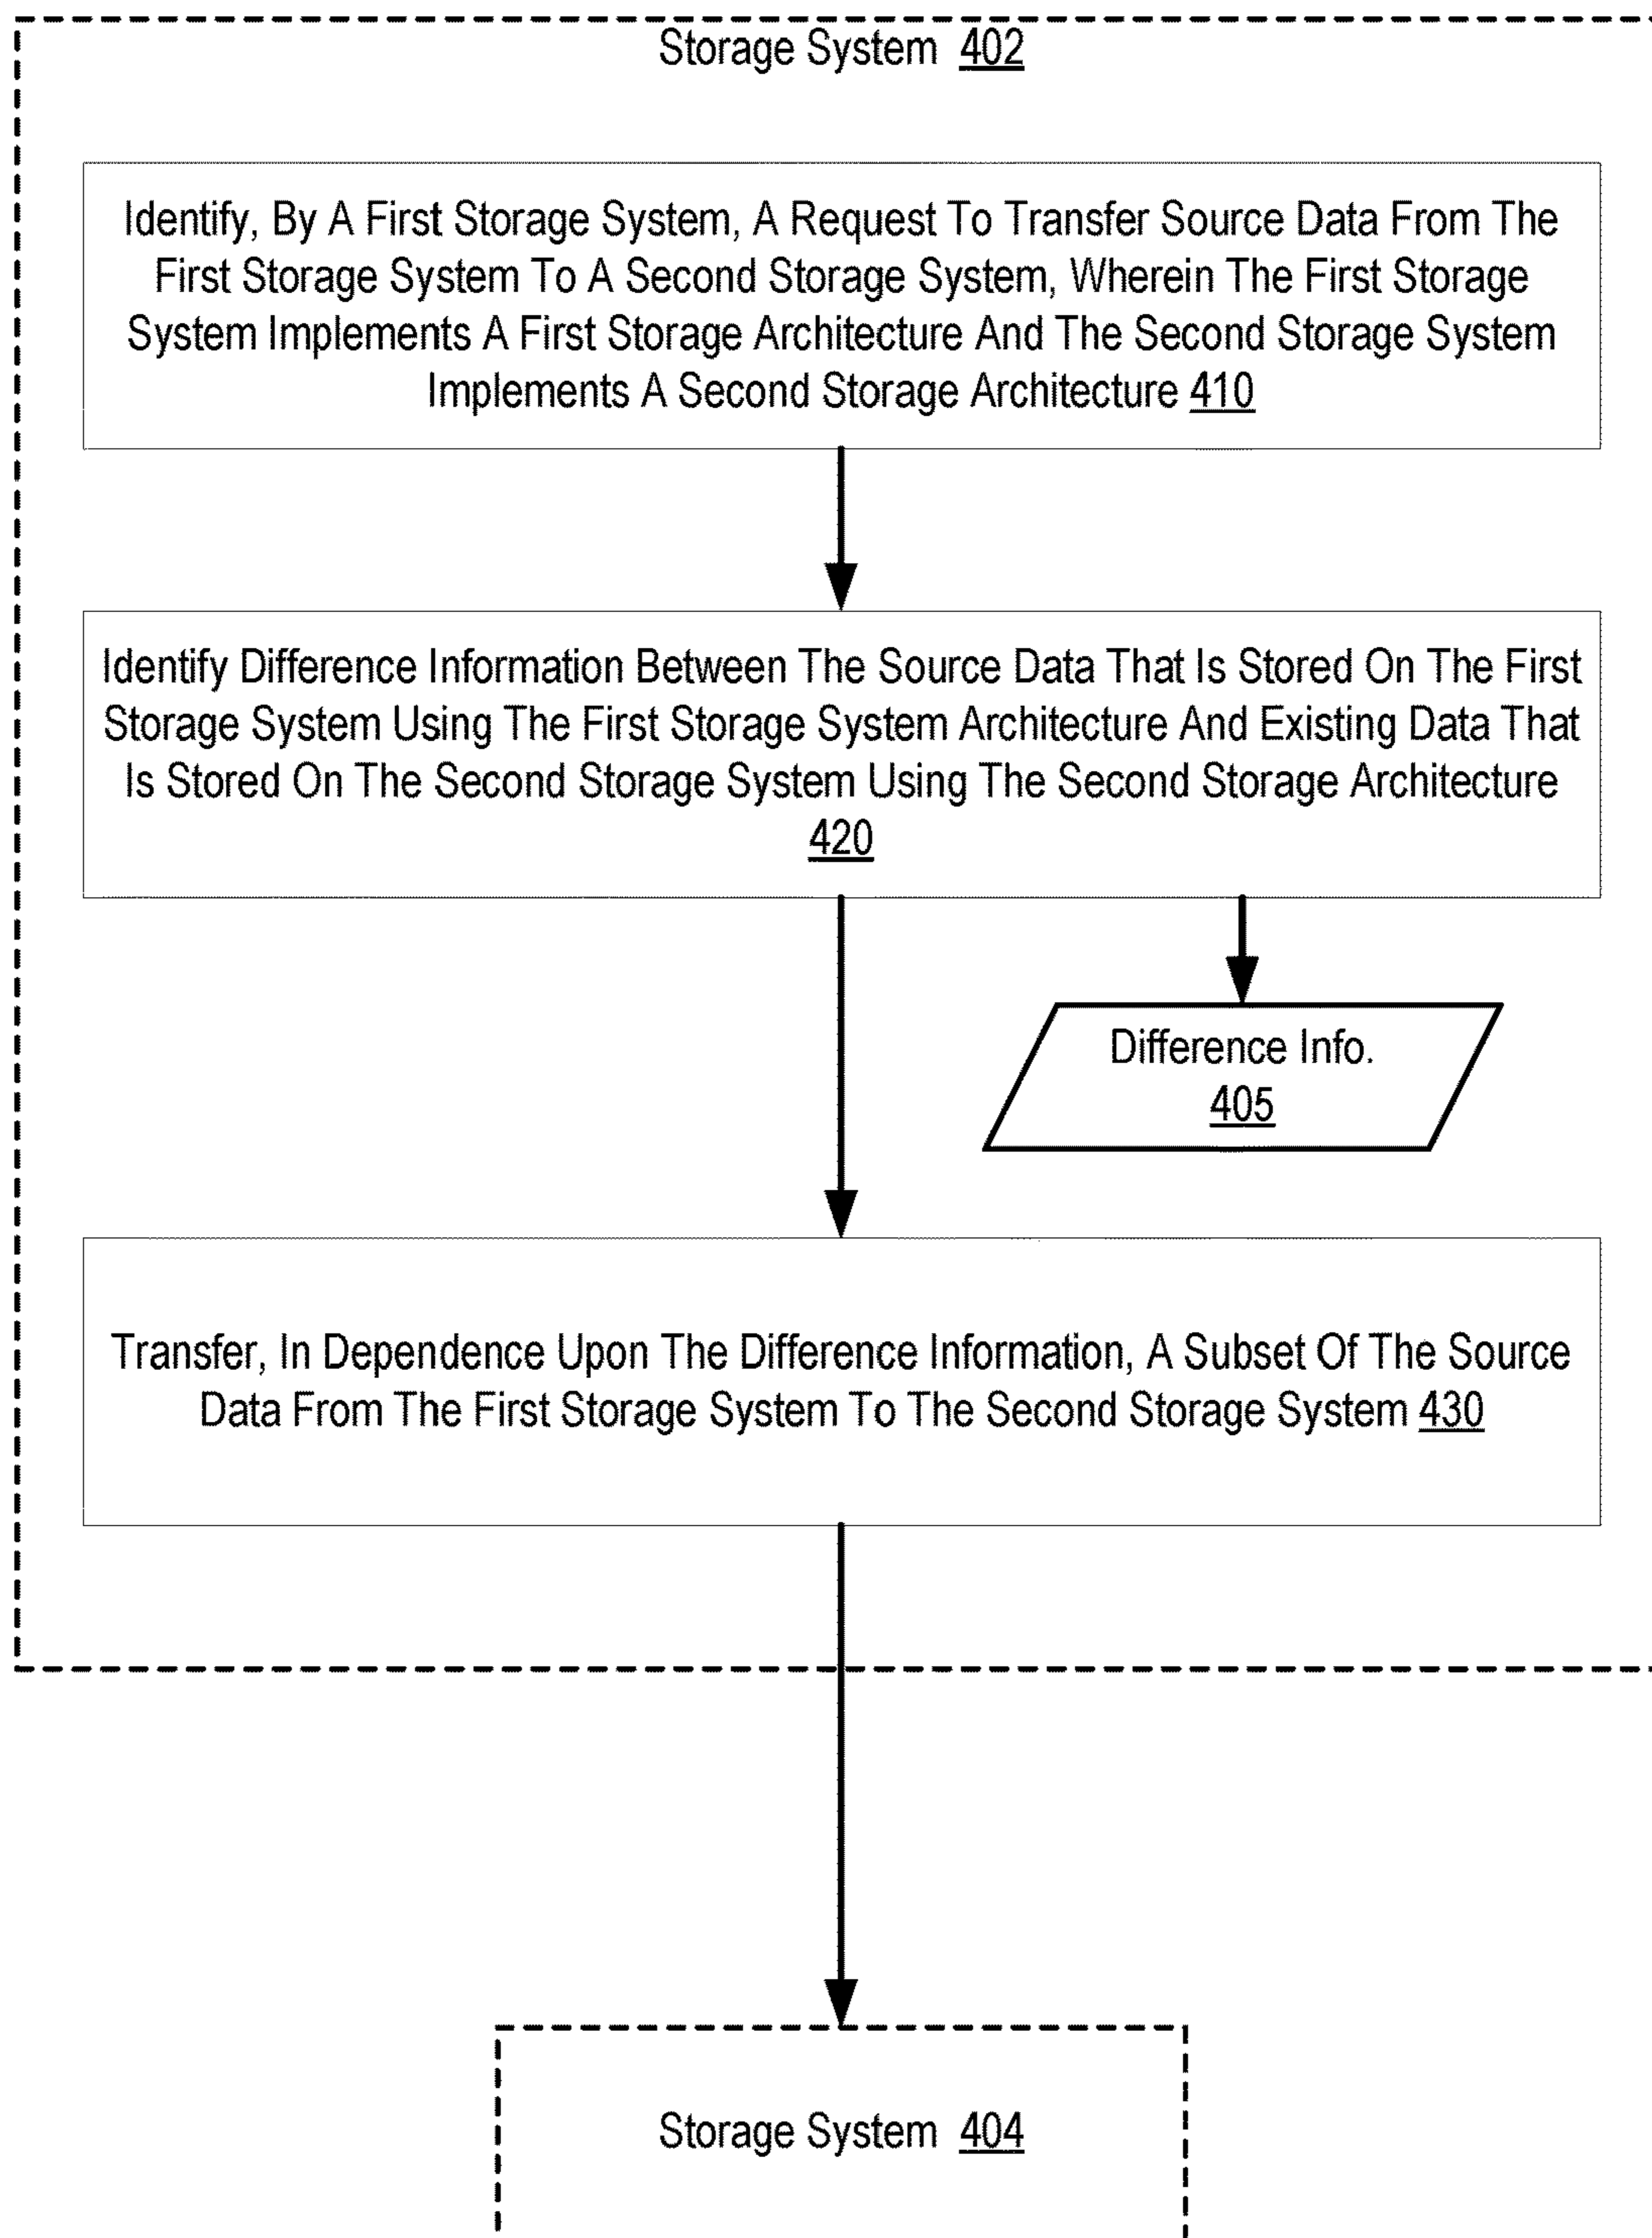 Storage System 402
Identify, By A First Storage System, A Request To Transfer Source Data From The
First Storage System To A Second Storage System, Wherein The First Storage
System Implements A First Storage Architecture And The Second Storage System
Implements A Second Storage Architecture 410
Identify Difference Information Between The Source Data That Is Stored On The First
Storage System Using The First Storage System Architecture And Existing Data That
Is Stored On The Second Storage System Using The Second Storage Architecture
420
Difference Info.
405
Transfer, In Dependence Upon The Difference Information, A Subset Of The Source
Data From The First Storage System To The Second Storage System 430
Storage System 404